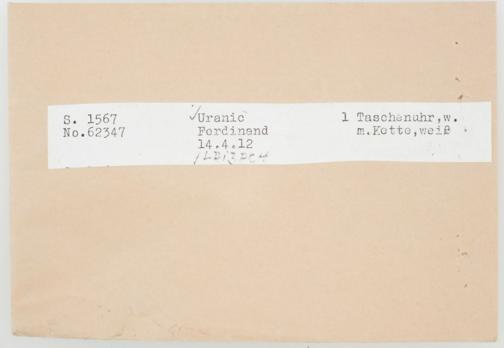 S. 1567
No.62347
Uranic
Ferdinand
14.4.12
1 Taschenuhr,w.
m.Kette,weiß